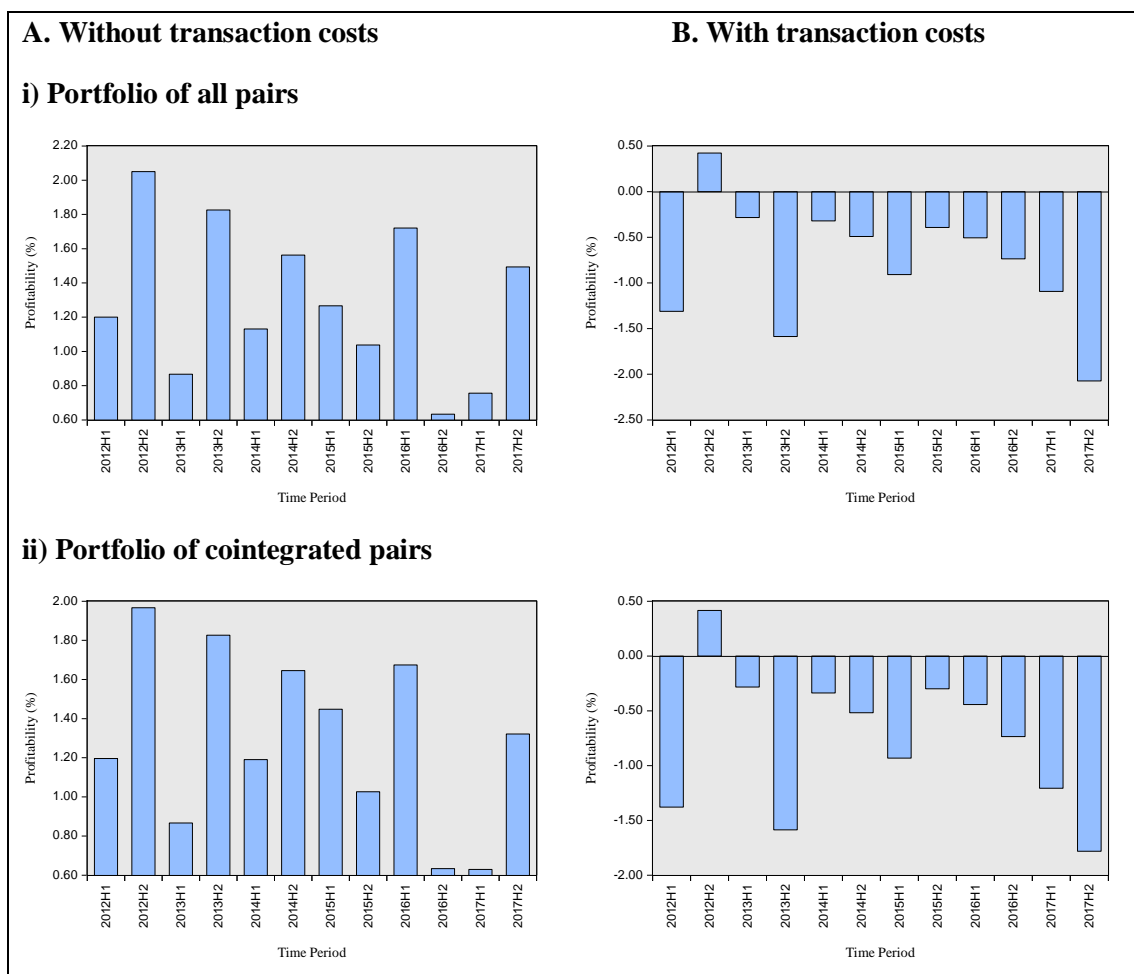 A. Without transaction costs B. With transaction costs
i) Portfolio of all pairs
Profitability (%)
2.20
2.00
1.80
1.60
1.40
1.20
1.00
0.80
0.60
2012H1 2012H2 2013H1 2013H2 2014H1 2014H2 2015H1 2015H2 2016H1 2016H2 2017H1 2017H2
Time Period
Profitability (%)
0.50
0.00
-0.50
-1.00
-1.50
-2.00
-2.50
2012H1 2012H2 2013H1 2013H2 2014H1 2014H2 2015H1 2015H2 2016H1 2016H2 2017H1 2017H2
Time Period
ii) Portfolio of cointegrated pairs
Profitability (%)
2.00
1.80
1.60
1.40
1.20
1.00
0.80
0.60
2012H1 2012H2 2013H1 2013H2 2014H1 2014H2 2015H1 2015H2 2016H1 2016H2 2017H1 2017H2
Time Period
Profitability (%)
0.50
0.00
-0.50
-1.00
-1.50
-2.00
2012H1 2012H2 2013H1 2013H2 2014H1 2014H2 2015H1 2015H2 2016H1 2016H2 2017H1 2017H2
Time Period